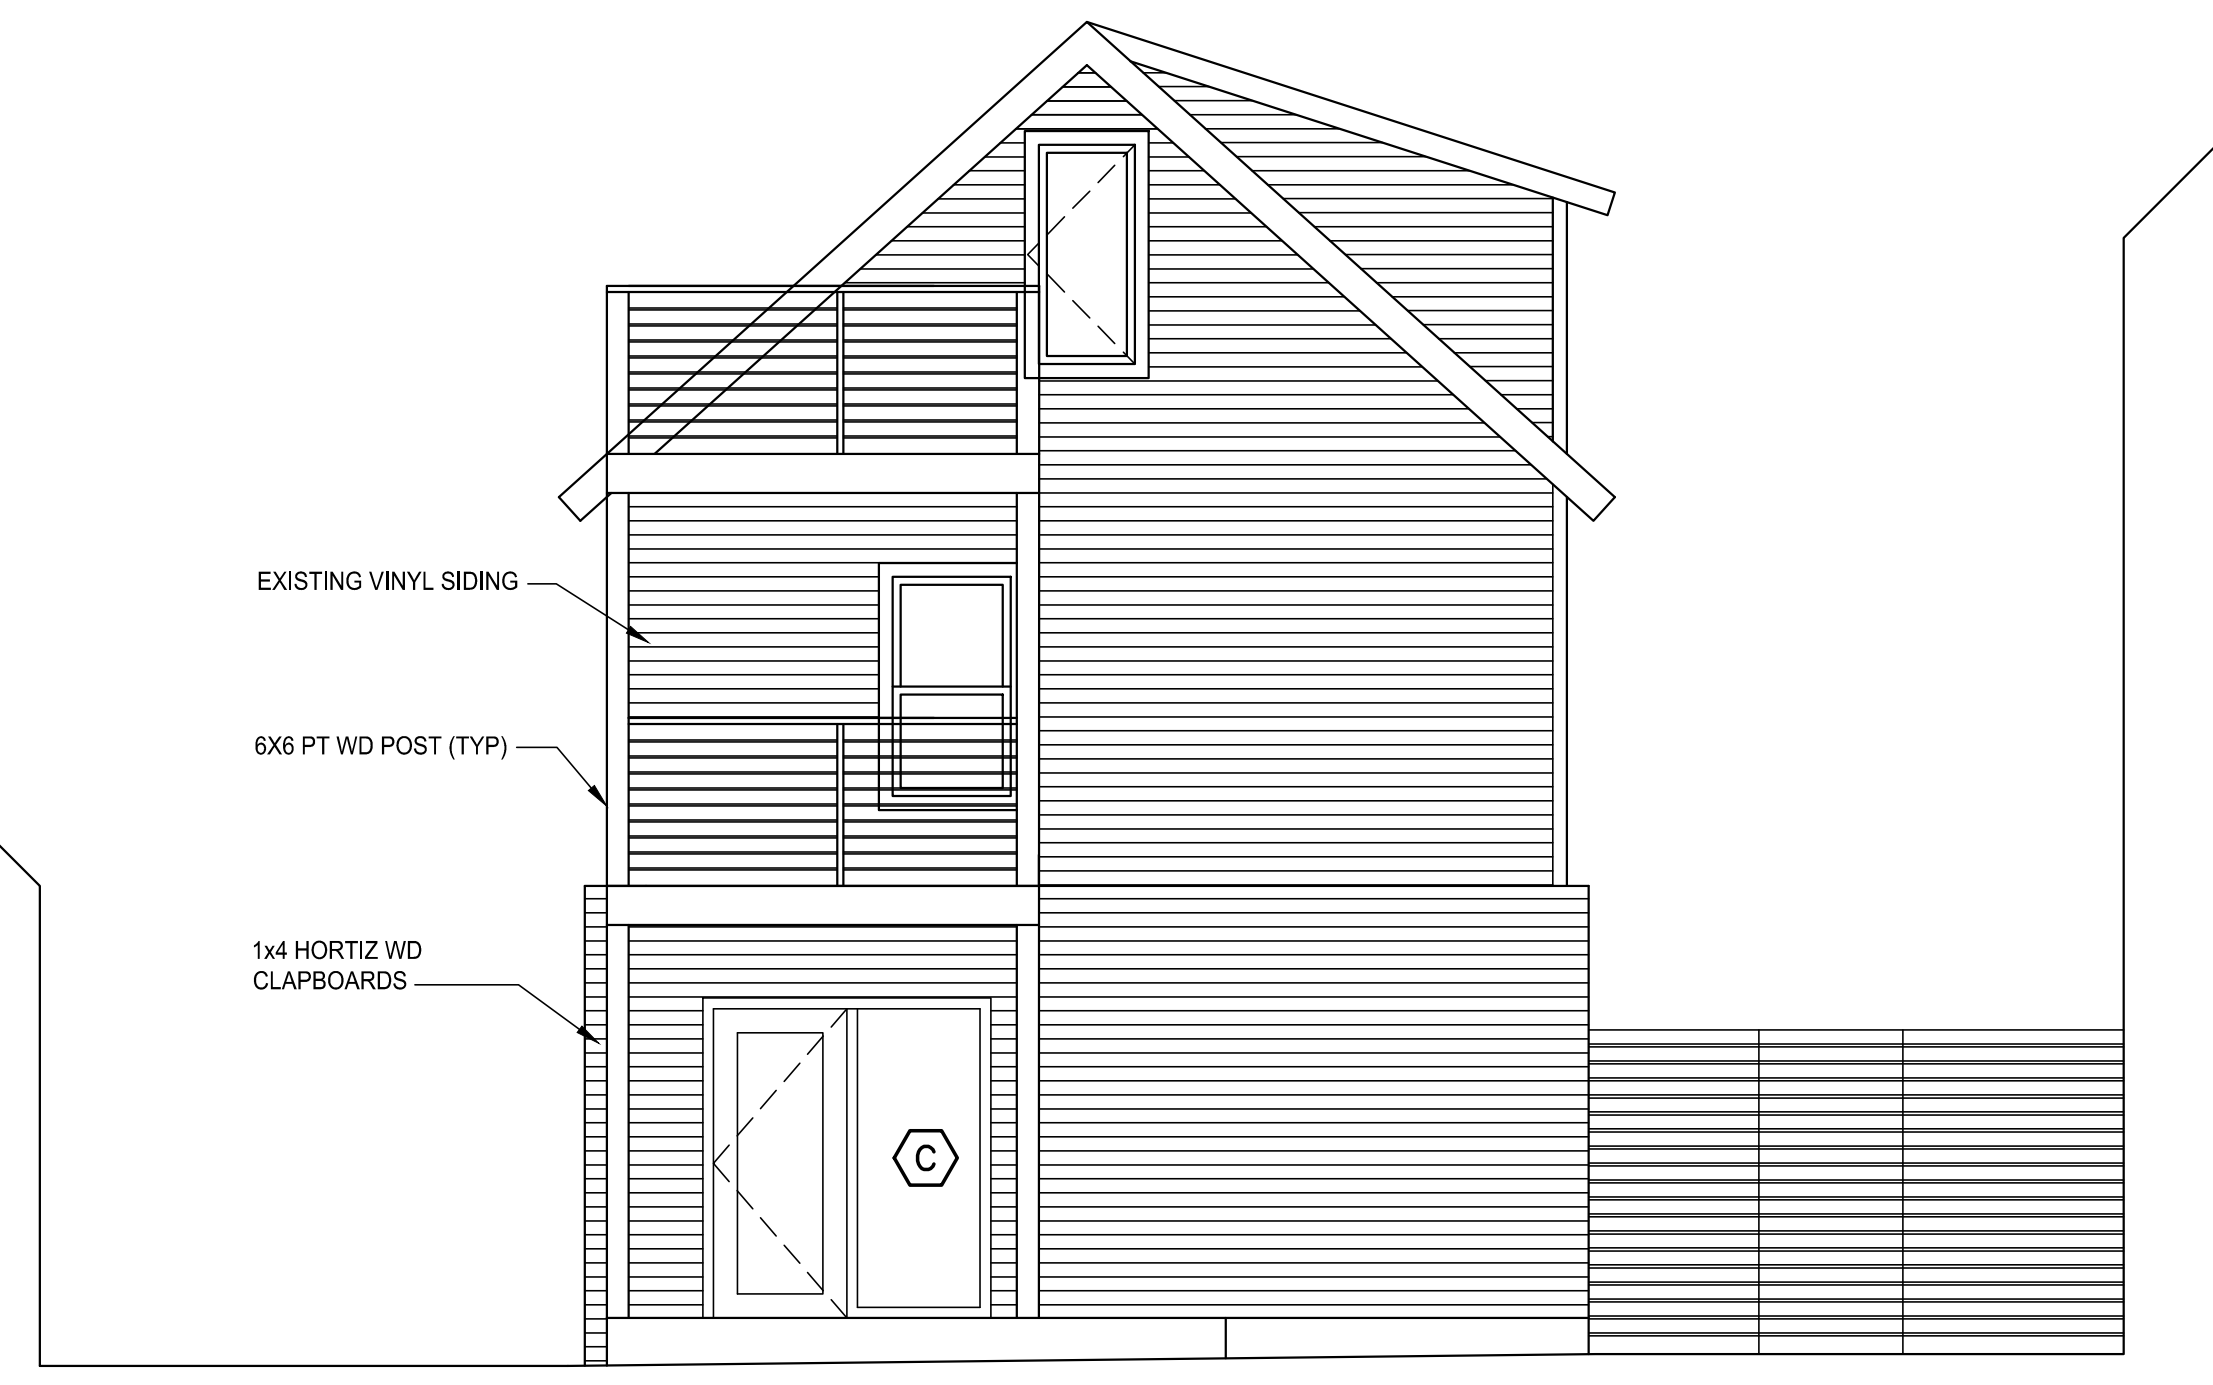 EXISTING VINYL SIDING
6X6 PT WD POST (TYP)
1x4 HORTIZ WD
CLAPBOARDS
C